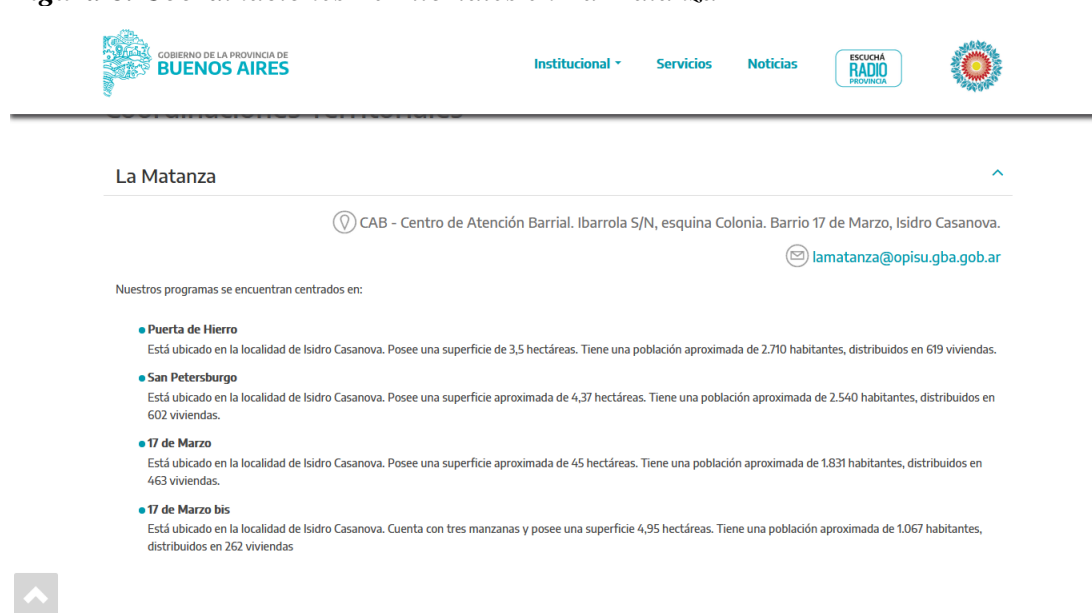 GOBIERNO DE LA PROVINCIA DE
BUENOS AIRES
Institucional
Servicios
Noticias
ESCUCHÁ
RADIO
PROVINCIA
Coordinaciones Territoriales
La Matanza
CAB - Centro de Atención Barrial. Ibarrola S/N, esquina Colonia. Barrio 17 de Marzo, Isidro Casanova.
lamatanza@opisu.gba.gob.ar
Nuestros programas se encuentran centrados en:
Puerta de Hierro
Está ubicado en la localidad de Isidro Casanova. Posee una superficie de 3,5 hectáreas. Tiene una población aproximada de 2.710 habitantes, distribuidos en 619 viviendas.
San Petersburgo
Está ubicado en la localidad de Isidro Casanova. Posee una superficie aproximada de 4,37 hectáreas. Tiene una población aproximada de 2.540 habitantes, distribuidos en
602 viviendas.
17 de Marzo
Está ubicado en la localidad de Isidro Casanova. Posee una superficie aproximada de 45 hectáreas. Tiene una población aproximada de 1.831 habitantes, distribuidos en
463 viviendas.
17 de Marzo bis
Está ubicado en la localidad de Isidro Casanova. Cuenta con tres manzanas y posee una superficie 4,95 hectáreas. Tiene una población aproximada de 1.067 habitantes,
distribuidos en 262 viviendas